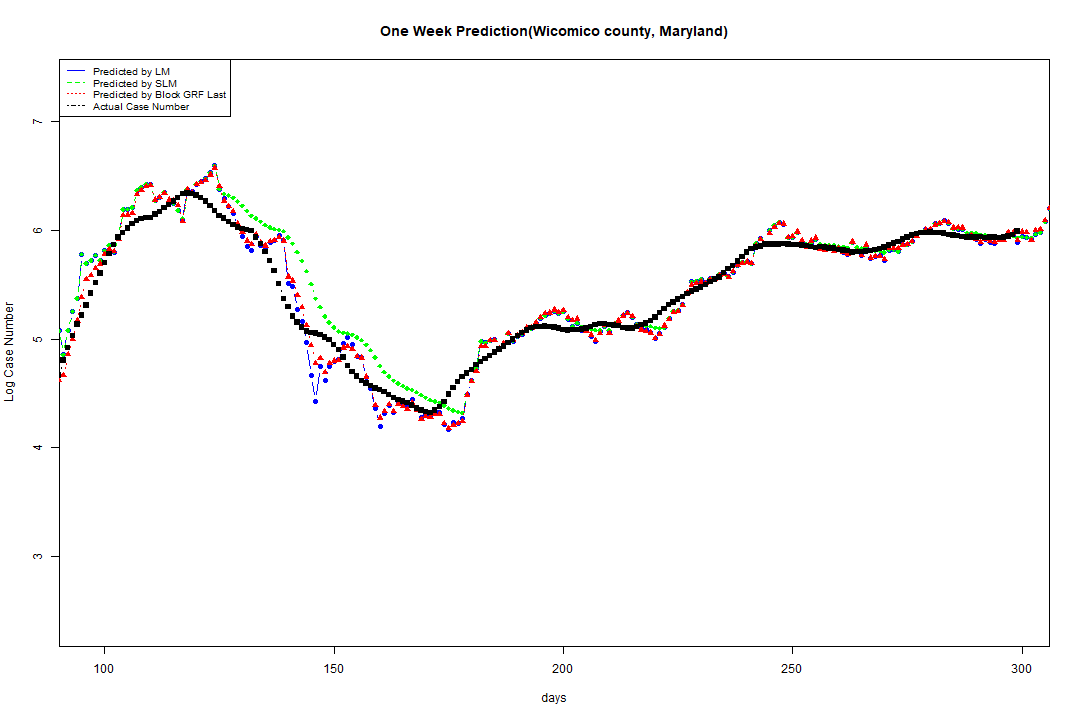 One Week Prediction(Wicomico county, Maryland)
Predicted by LM
Predicted by SLM
Predicted by Block GRF Last
Actual Case Number
7
6
5
4
3
Log Case Number
100 150 200 250 300
days